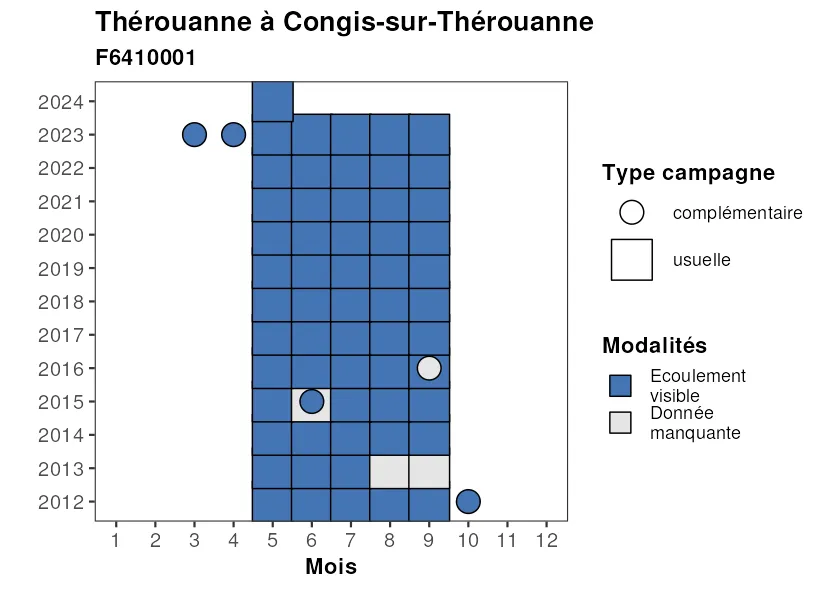 Thérouanne à Congis-sur-Thérouanne
F6410001
2024
2023
2022
2021
2020
2019
2018
2017
2016
2015
2014
2013
2012
1 2 3 4 5 6 7 8 9 10 11 12
Mois
Type campagne
complémentaire
usuelle
Modalités
Ecoulement
visible
Donnée
manquante